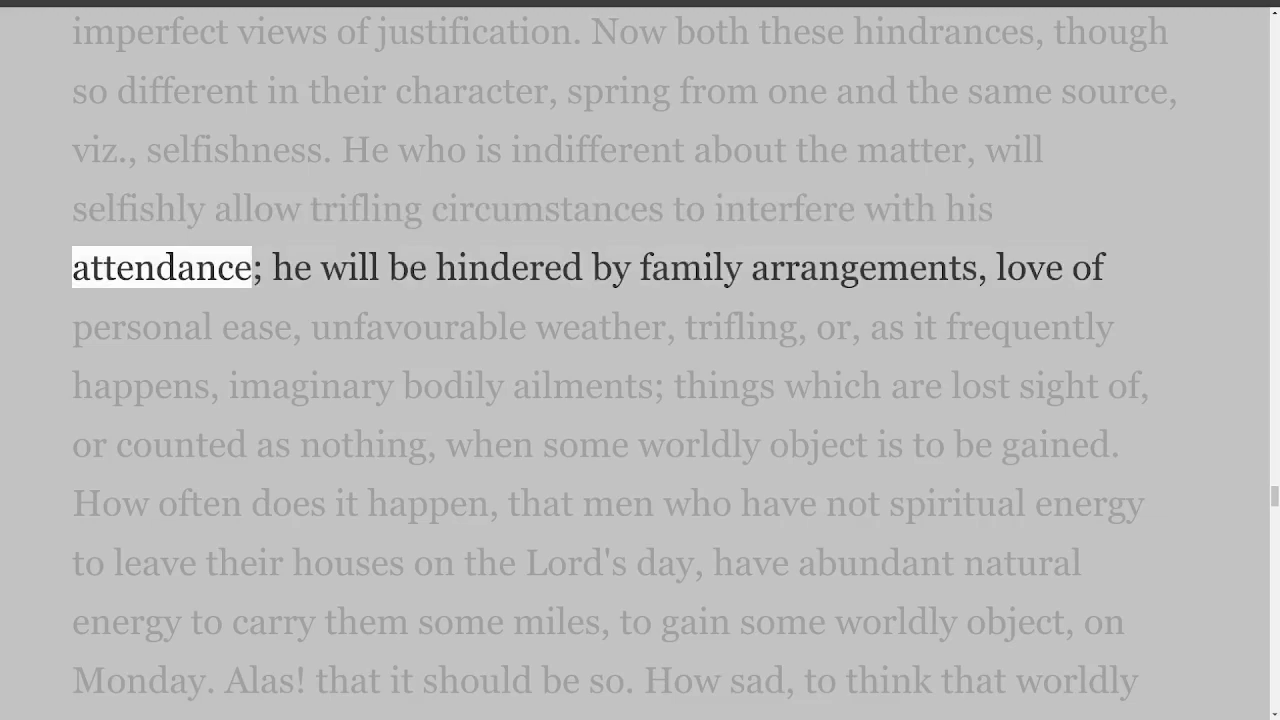 imperfect views of justification. Now both these hindrances, though
so different in their character, spring from one and the same source,
viz., selfishness. He who is indifferent about the matter, will
selfishly allow trifling circumstances to interfere with his
attendance; he will be hindered by family arrangements, love of
personal ease, unfavourable weather, trifling, or, as it frequently
happens, imaginary bodily ailments; things which are lost sight of,
or counted as nothing, when some worldly object is to be gained.
How often does it happen, that men who have not spiritual energy
to leave their houses on the Lord's day, have abundant natural
energy to carry them some miles, to gain some worldly object, on
Monday. Alas! that it should be so. How sad, to think that worldly